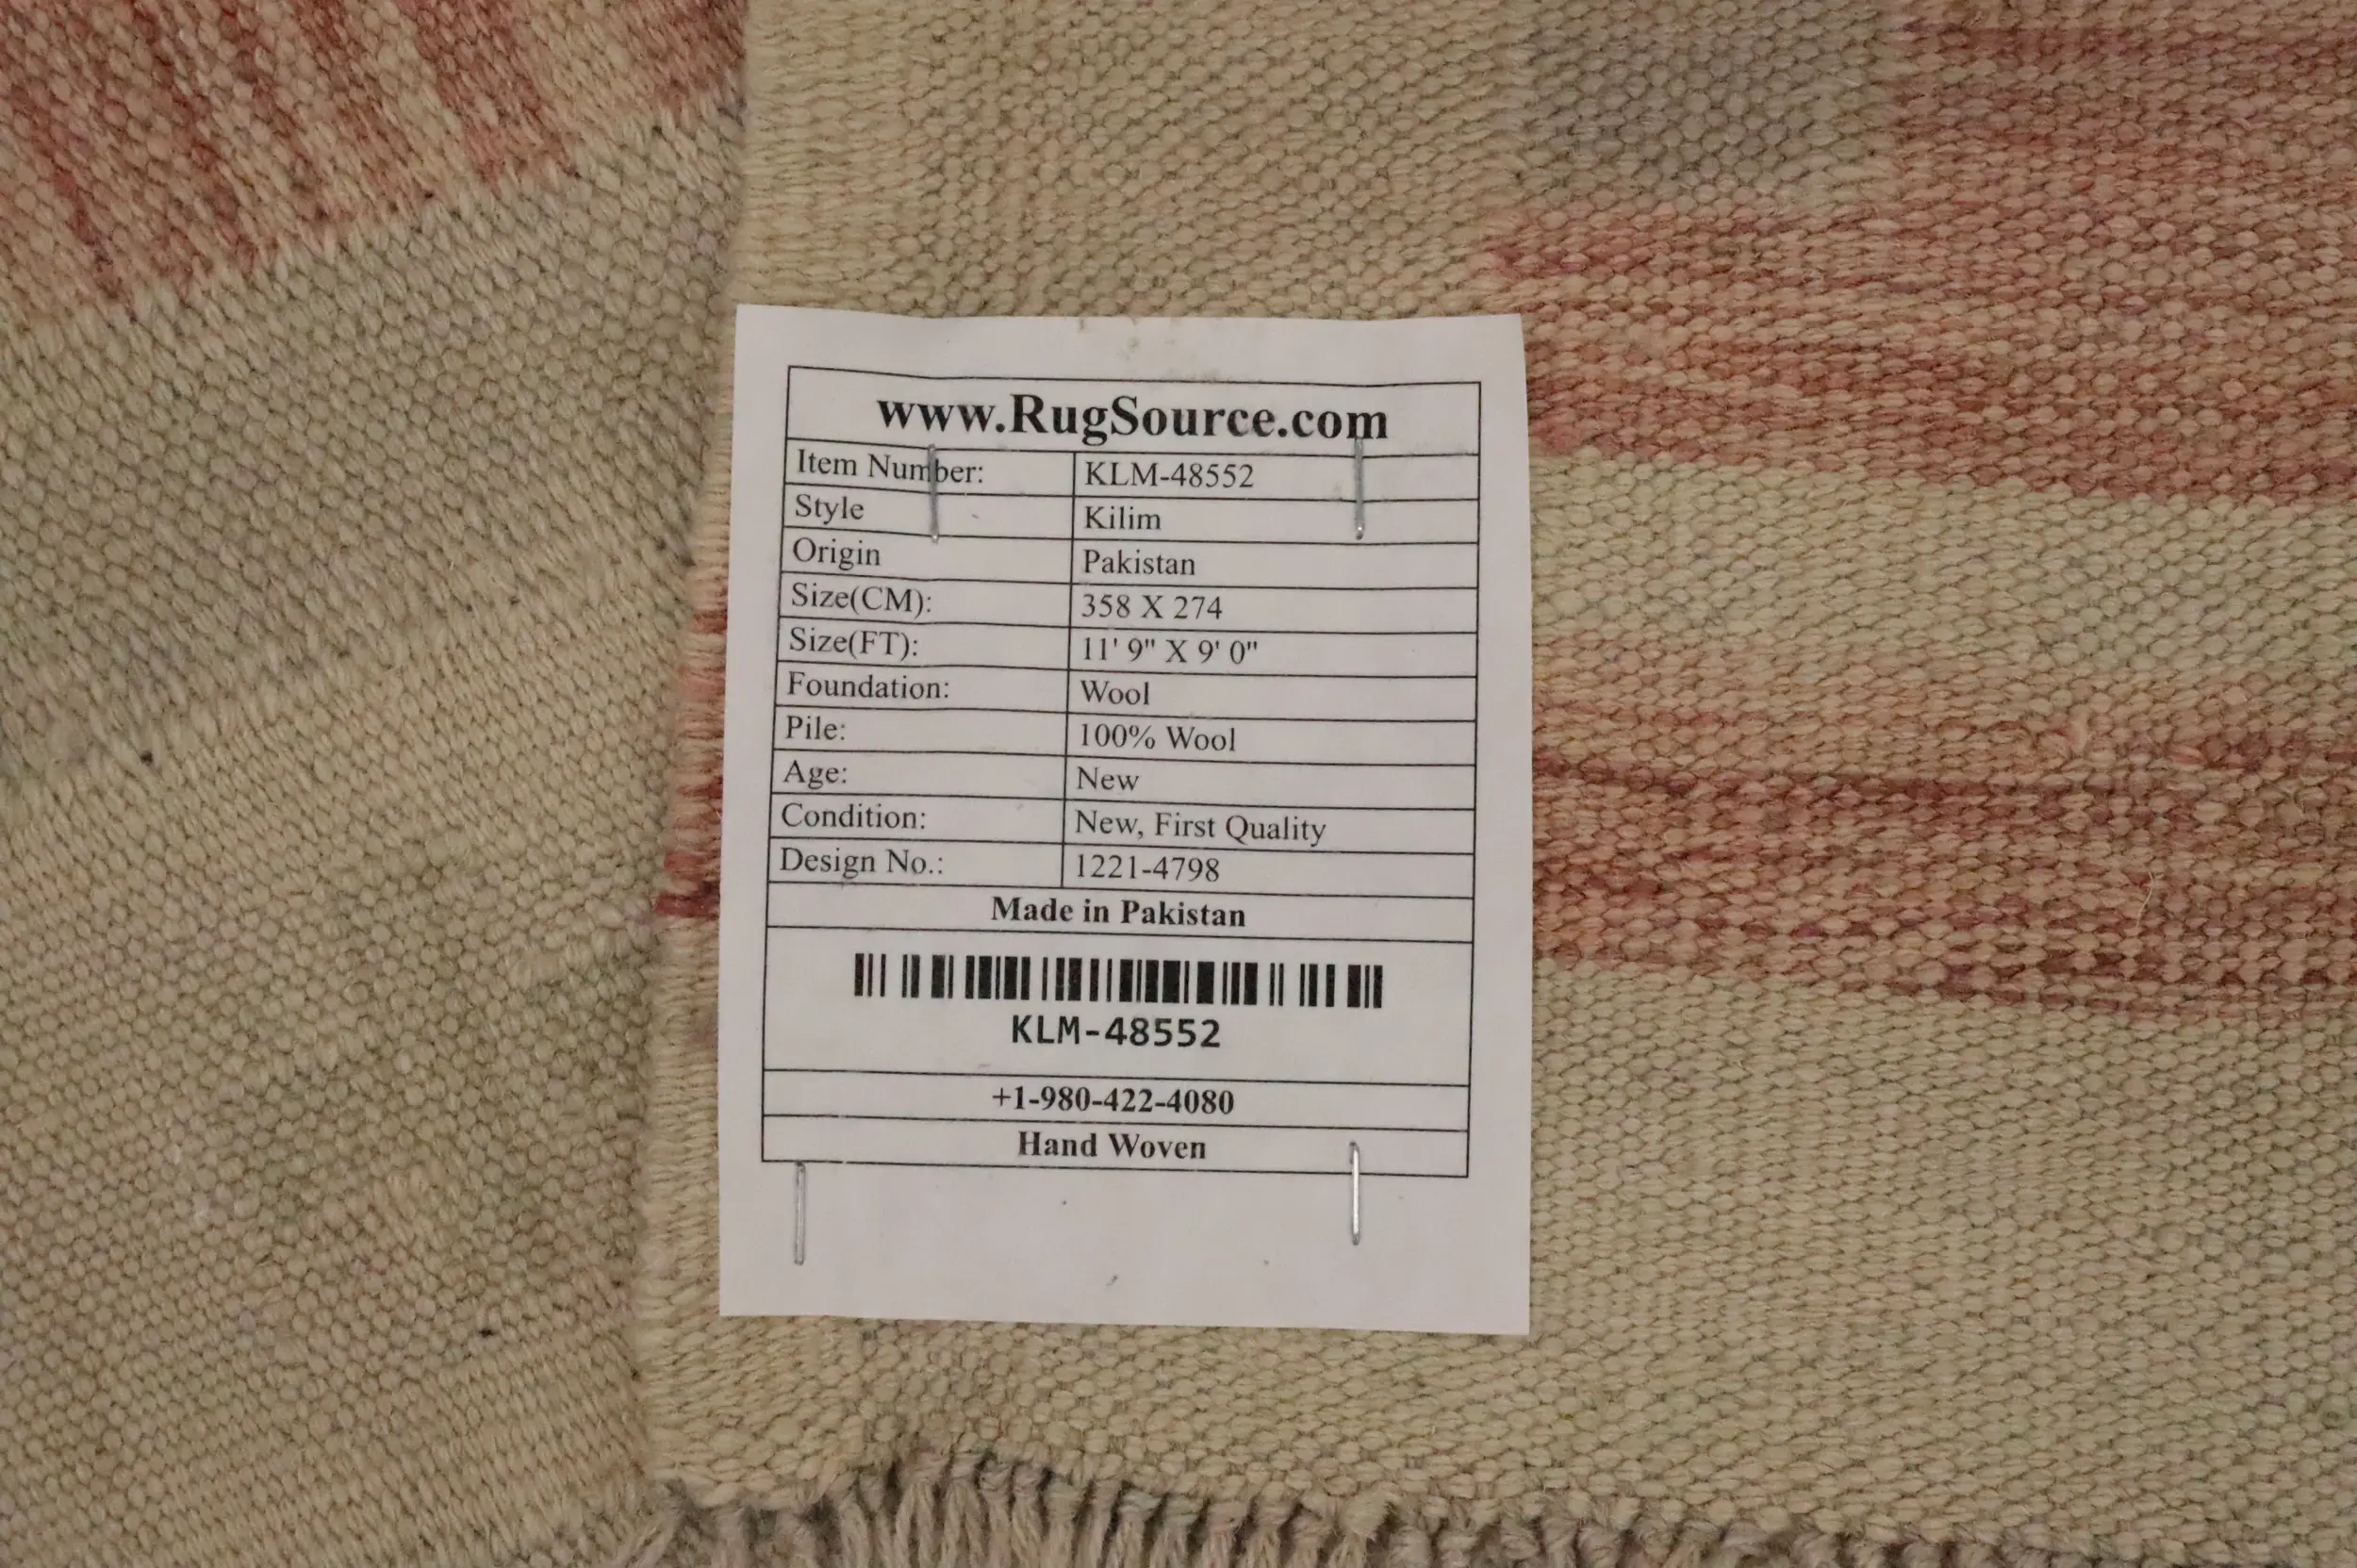 www.RugSource.com
Item Number: KLM-48552
Style Kilim
Origin Pakistan
Size(CM): 358 X 274
Size(FT): 11' 9" X 9' 0"
Foundation: Wool
Pile: 100% Wool
Age: New
Condition: New, First Quality
Design No.: 1221-4798
Made in Pakistan
KLM-48552
+1-980-422-4080
Hand Woven